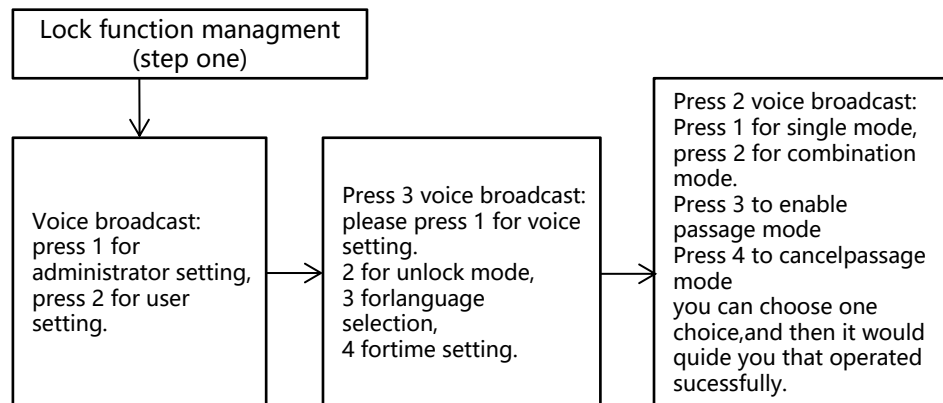 Lock function managment
(step one)
Voice broadcast:
press 1 for
administrator setting,
press 2 for user
setting.
Press 3 voice broadcast:
please press 1 for voice
setting.
2 for unlock mode,
3 forlanguage
selection,
4 fortime setting.
Press 2 voice broadcast:
Press 1 for single mode,
press 2 for combination
mode.
Press 3 to enable
passage mode
Press 4 to cancelpassage
mode
you can choose one
choice,and then it would
quide you that operated
sucessfully.